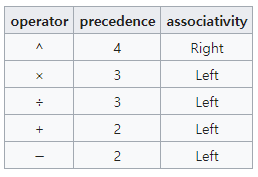 operator precedence associativity
^ 4 Right
× 3 Left
÷ 3 Left
+ 2 Left
− 2 Left